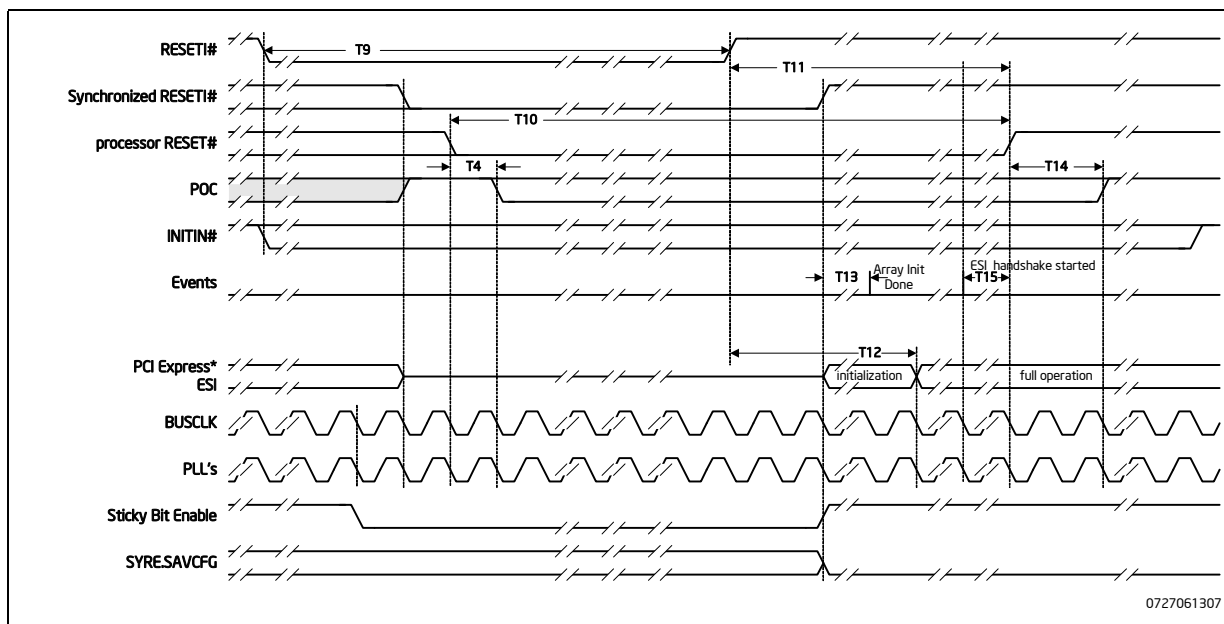 RESETI#
T9
T11
Synchronized RESETI#
T10
processor RESET#
T4
T14
POC
INITIN#
Events
T13
Array Init
Done
ESI handshake started
T15
T12
PCI Express*
ESI
initialization
full operation
BUSCLK
PLL's
Sticky Bit Enable
SYRE.SAVCFG
0727061307